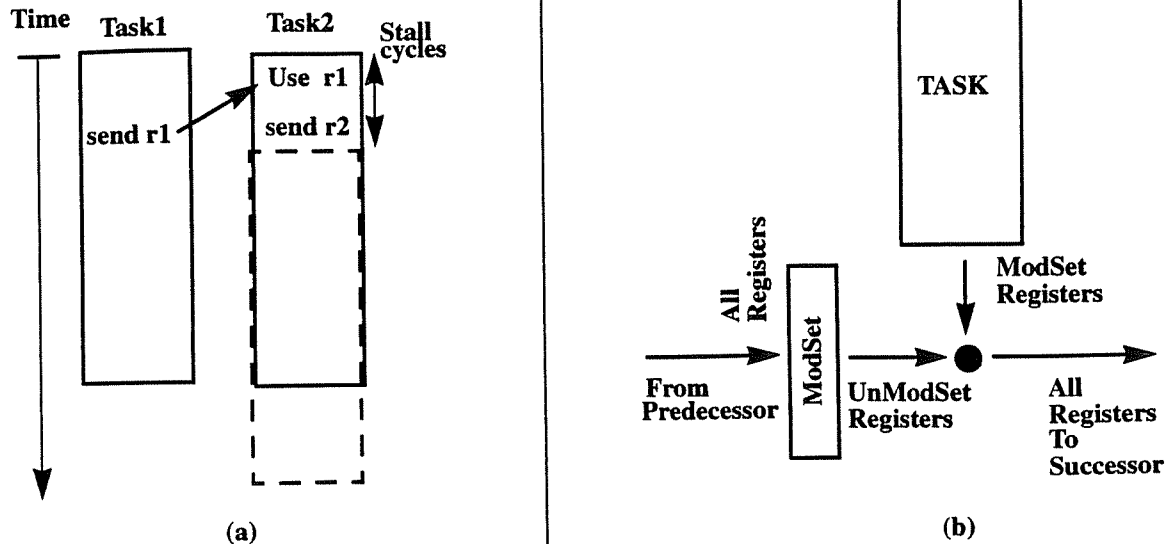 Time
Task1
Task2
Stall
cycles
Use r1
send r1
send r2
(a)
TASK
ModSet
Registers
All
Registers
ModSet
From
Predecessor
UnModSet
Registers
All
Registers
To
Successor
(b)